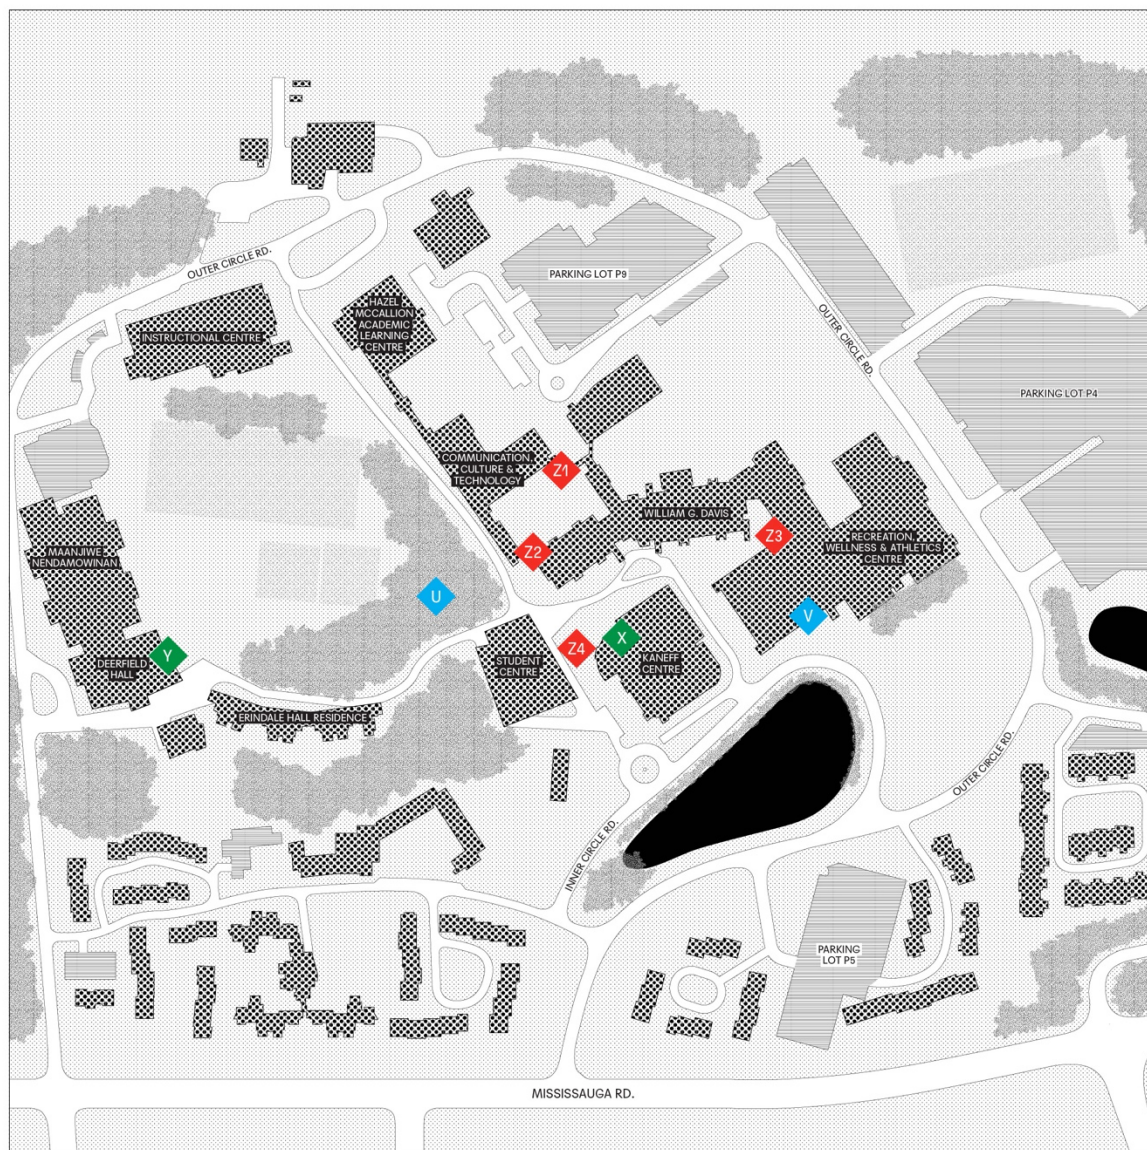 OUTER CIRCLE RD.
PARKING LOT P9
HAZEL
MCCALLION
ACADEMIC
LEARNING
CENTRE
INSTRUCTIONAL CENTRE
OUTER CIRCLE RD.
PARKING LOT P4
COMMUNICATION,
CULTURE &
TECHNOLOGY
Z1
WILLIAM G. DAVIS
Z2
Z3
RECREATION,
WELLNESS & ATHLETICS
CENTRE
MAANJIWE
NENDAMOWINAN
U
V
Y
DEERFIELD
HALL
STUDENT
CENTRE
Z4
X
KANEFF
CENTRE
ERINDALE HALL RESIDENCE
OUTER CIRCLE RD.
INNER CIRCLE RD.
PARKING
LOT P5
MISSISSAUGA RD.